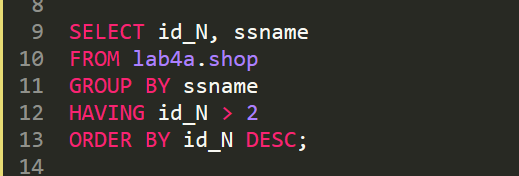 8
9 SELECT id_N, ssname
10 FROM lab4a.shop
11 GROUP BY ssname
12 HAVING id_N > 2
13 ORDER BY id_N DESC;
14